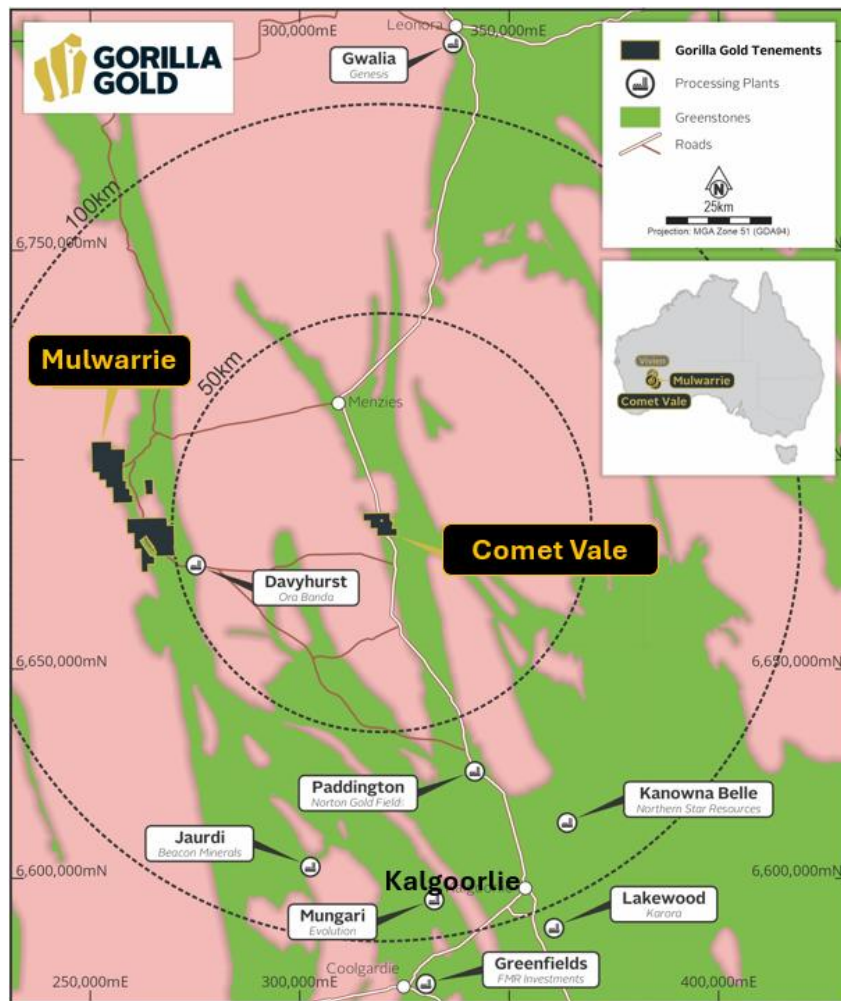 GORILLA
GOLD
300,000mE
Leonora
350,000mE
Gwalia
Genesis
Gorilla Gold Tenements
Processing Plants
Greenstones
Roads
N
25km
Projection: MGA Zone 51 (GDA94)
100km
6,750,000mN
50km
Mulwarrie
Menzies
Vivien
Mulwarrie
Comet Vale
Comet Vale
Davyhurst
Ora Banda
6,650,000mN
6,650,000mN
Paddington
Norton Gold Fields
Kanowna Belle
Northern Star Resources
Jaurdi
Beacon Minerals
Kalgoorlie
6,600,000mN
6,600,000mN
Mungari
Evolution
Lakewood
Karora
Coolgardie
Greenfields
FMR Investments
250,000mE
300,000mE
400,000mE